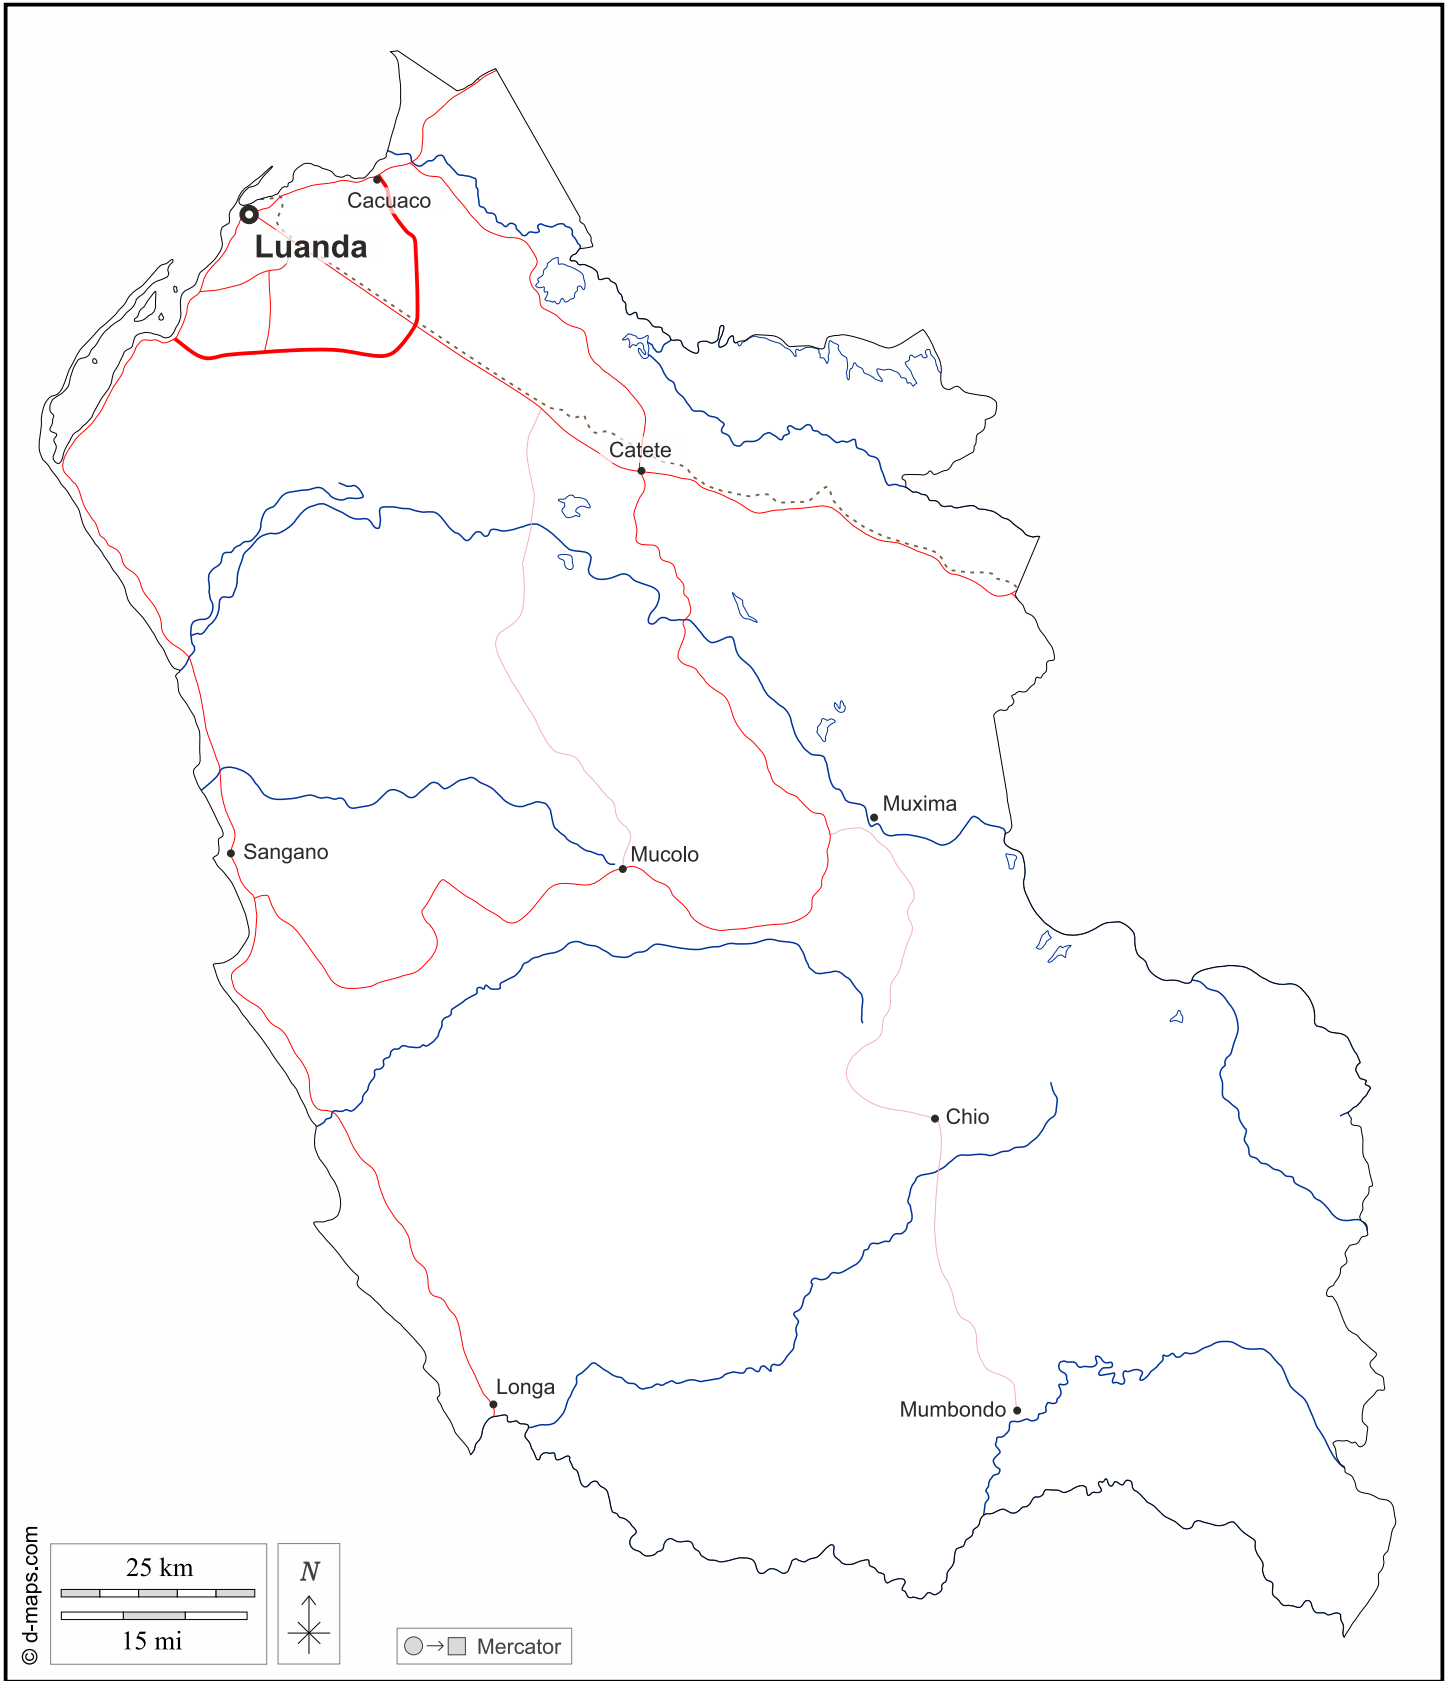 Cacuaco
Luanda
Catete
Muxima
Sangano
Mucolo
Chio
Longa
Mumbondo
25 km
15 mi
N
Mercator
© d-maps.com